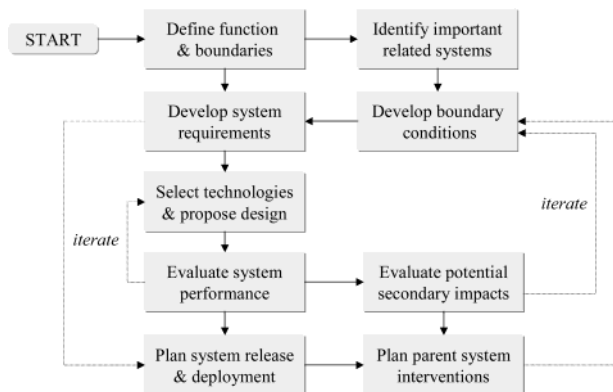 START
Define function
& boundaries
Identify important
related systems
Develop system
requirements
Develop boundary
conditions
Select technologies
& propose design
iterate
iterate
Evaluate system
performance
Evaluate potential
secondary impacts
Plan system release
& deployment
Plan parent system
interventions